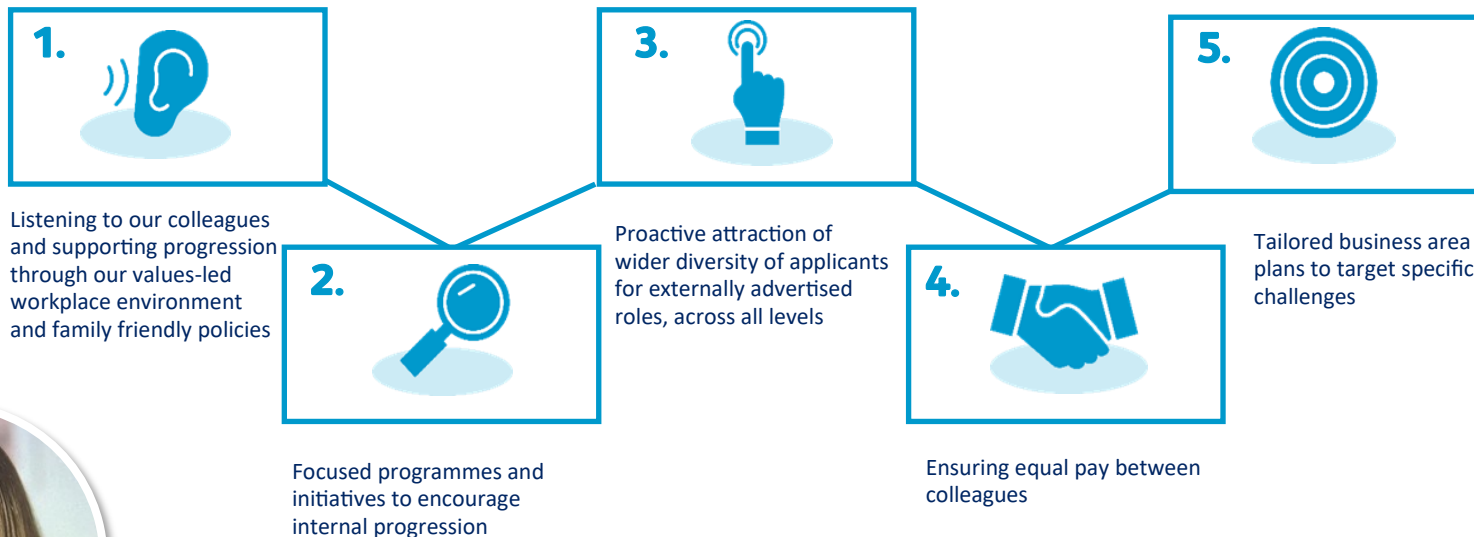 1.
Listening to our colleagues
and supporting progression
through our values-led
workplace environment
and family friendly policies
2.
Focused programmes and
initiatives to encourage
internal progression
3.
Proactive attraction of
wider diversity of applicants
for externally advertised
roles, across all levels
4.
Ensuring equal pay between
colleagues
5.
Tailored business area
plans to target specific
challenges